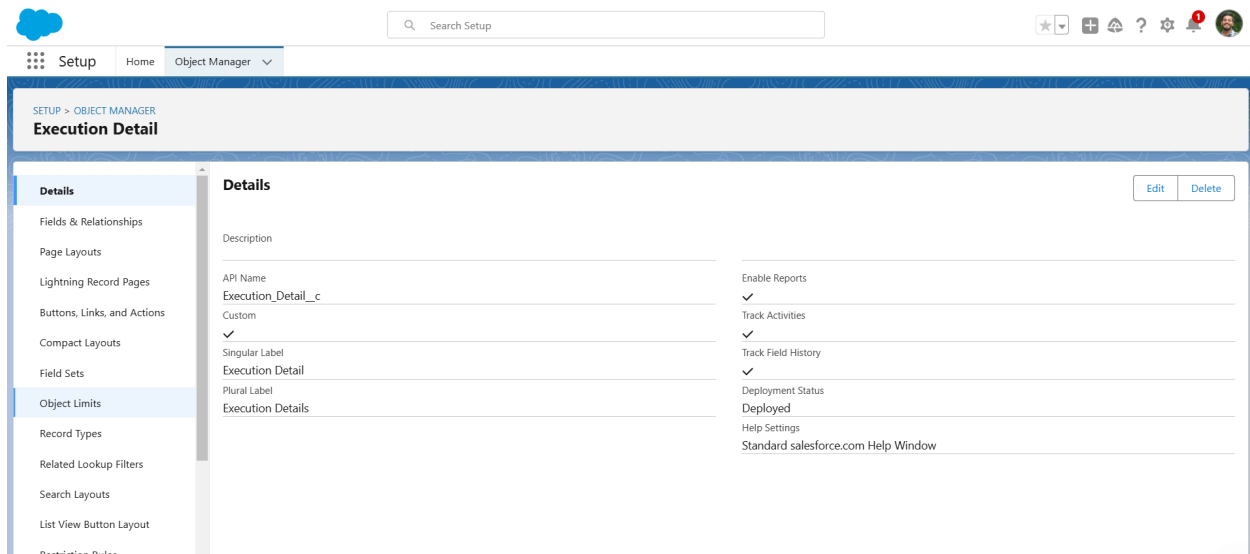 Search Setup
1
Setup
Home
Object Manager
SETUP > OBJECT MANAGER
Execution Detail
Details
Fields & Relationships
Page Layouts
Lightning Record Pages
Buttons, Links, and Actions
Compact Layouts
Field Sets
Object Limits
Record Types
Related Lookup Filters
Search Layouts
List View Button Layout
Restriction Rules
Details
Edit
Delete
Description
API Name
Execution_Detail__c
Custom
Singular Label
Execution Detail
Plural Label
Execution Details
Enable Reports
Track Activities
Track Field History
Deployment Status
Deployed
Help Settings
Standard salesforce.com Help Window